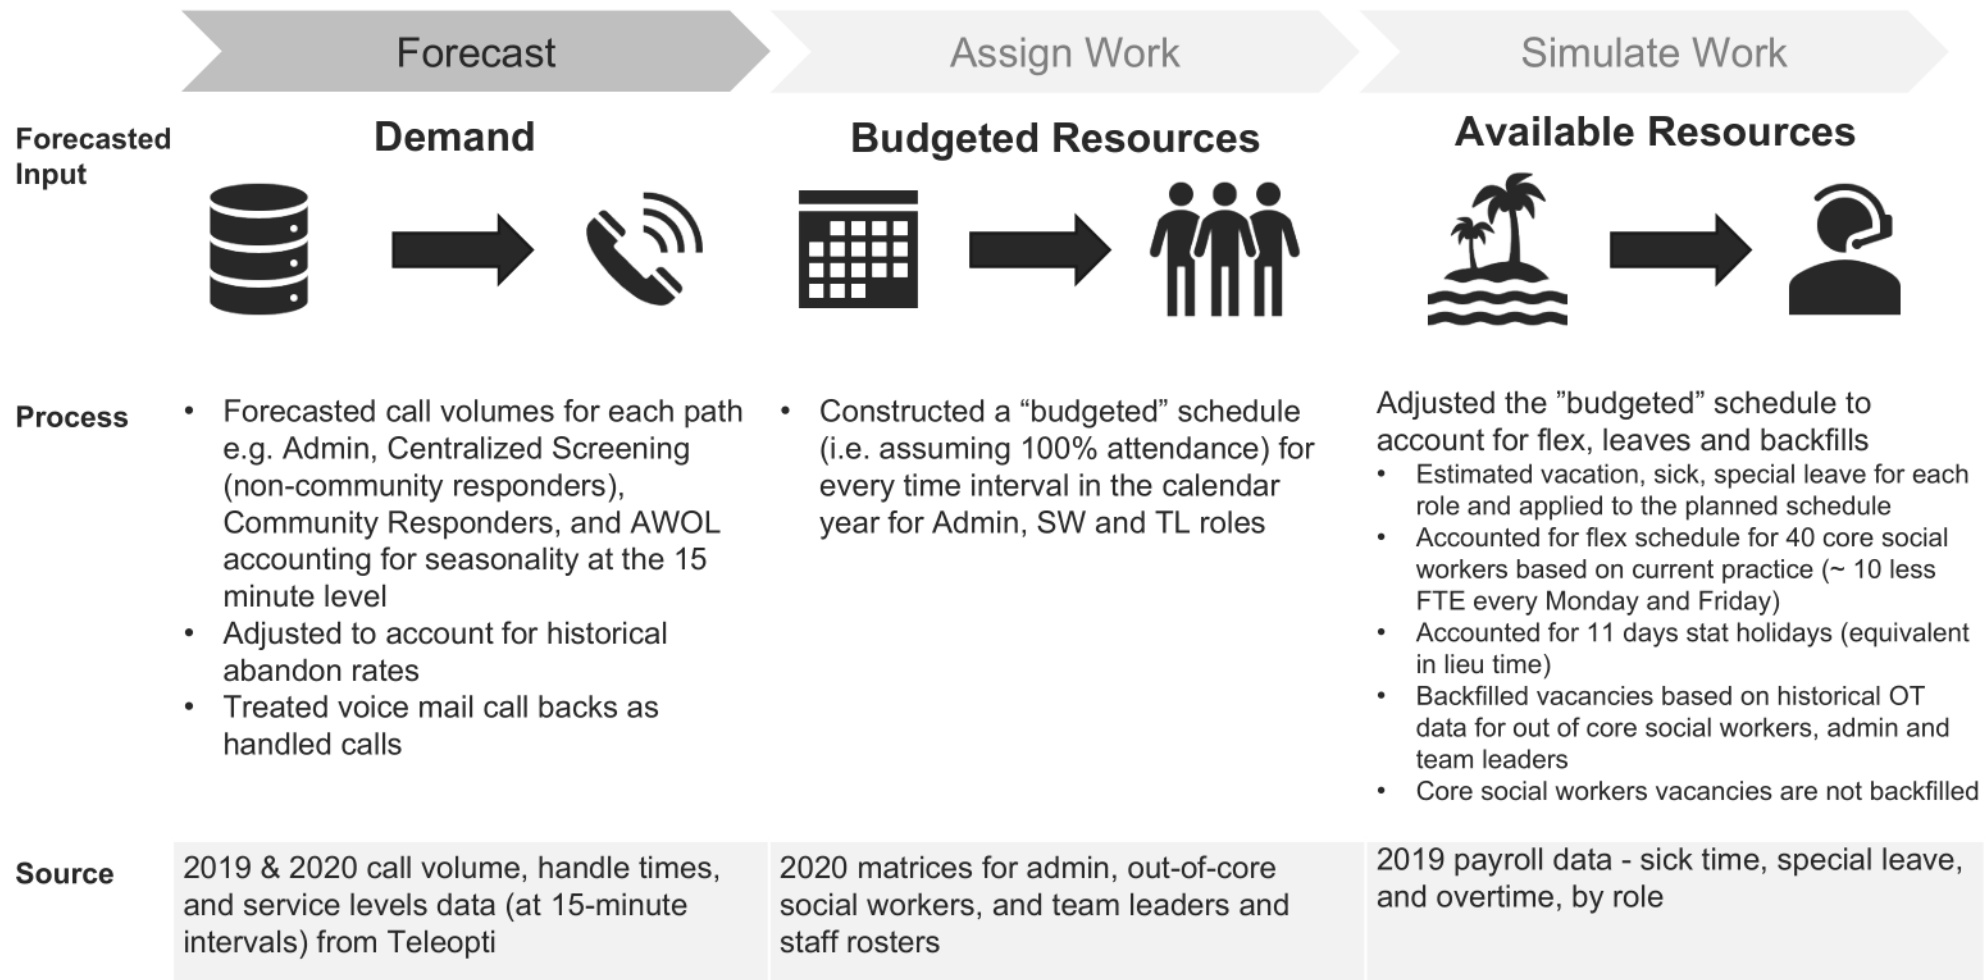 Forecast
Assign Work
Simulate Work
Forecasted
Input
Demand
Budgeted Resources
Available Resources
Process
• Forecasted call volumes for each path
e.g. Admin, Centralized Screening
(non-community responders),
Community Responders, and AWOL
accounting for seasonality at the 15
minute level
• Adjusted to account for historical
abandon rates
• Treated voice mail call backs as
handled calls
• Constructed a “budgeted” schedule
(i.e. assuming 100% attendance) for
every time interval in the calendar
year for Admin, SW and TL roles
Adjusted the ”budgeted” schedule to
account for flex, leaves and backfills
• Estimated vacation, sick, special leave for each
role and applied to the planned schedule
• Accounted for flex schedule for 40 core social
workers based on current practice (~ 10 less
FTE every Monday and Friday)
• Accounted for 11 days stat holidays (equivalent
in lieu time)
• Backfilled vacancies based on historical OT
data for out of core social workers, admin and
team leaders
• Core social workers vacancies are not backfilled
Source
2019 & 2020 call volume, handle times,
and service levels data (at 15-minute
intervals) from Teleopti
2020 matrices for admin, out-of-core
social workers, and team leaders and
staff rosters
2019 payroll data - sick time, special leave,
and overtime, by role